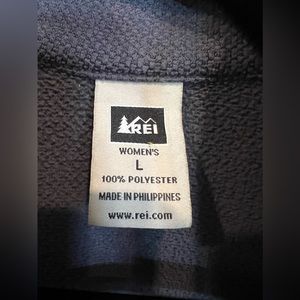 REI
WOMEN'S
L
100% POLYESTER
MADE IN PHILIPPINES
www.rei.com